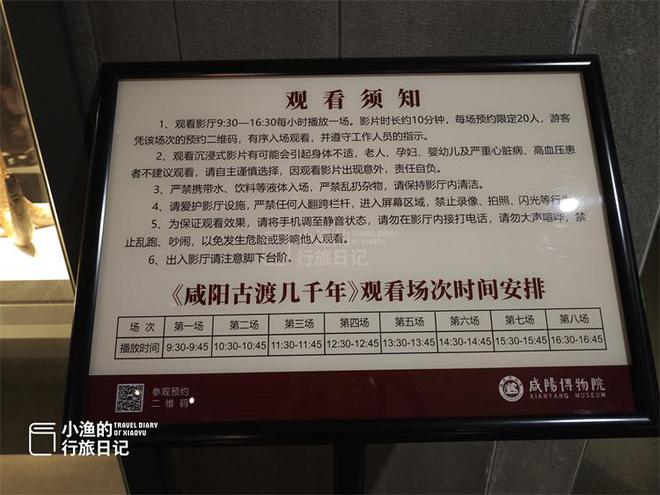 观看须知
1、观看影厅9:30—16:30每小时播放一场。影片时长约10分钟，每场预约限定20人，游客
凭该场次的预约二维码，有序入场观看，并遵守工作人员的指示。
2、观看沉浸式影片有可能会引起身体不适，老人、孕妇、婴幼儿及严重心脏病、高血压患
者不建议观看，请自主谨慎选择，因观看影片出现意外，责任自负。
3、严禁携带水、饮料等液体入场，严禁乱扔杂物，请保持影厅内清洁。
4、请爱护影厅设施，严禁任何人翻跨栏杆，进入屏幕区域，禁止录像、拍照、闪光等行为
5、为保证观看效果，请将手机调至静音状态，请勿在影厅内接打电话，请勿大声喧哗，禁
止乱跑、吵闹，以免发生危险或影响他人观看。
6、出入影厅请注意脚下台阶。
TRAVEL DIARY
OF XIAOYU
行旅日记
《咸阳古渡几千年》观看场次时间安排
场 次 第一场 第二场 第三场 第四场 第五场 第六场 第七场 第八场
播放时间 9:30-9:45 10:30-10:45 11:30-11:45 12:30-12:45 13:30-13:45 14:30-14:45 15:30-15:45 16:30-16:45
参观预约
二维码
咸陽博物院
XIANYANG MUSEUM
小渔的
TRAVEL DIARY
OF XIAOYU
行旅日记